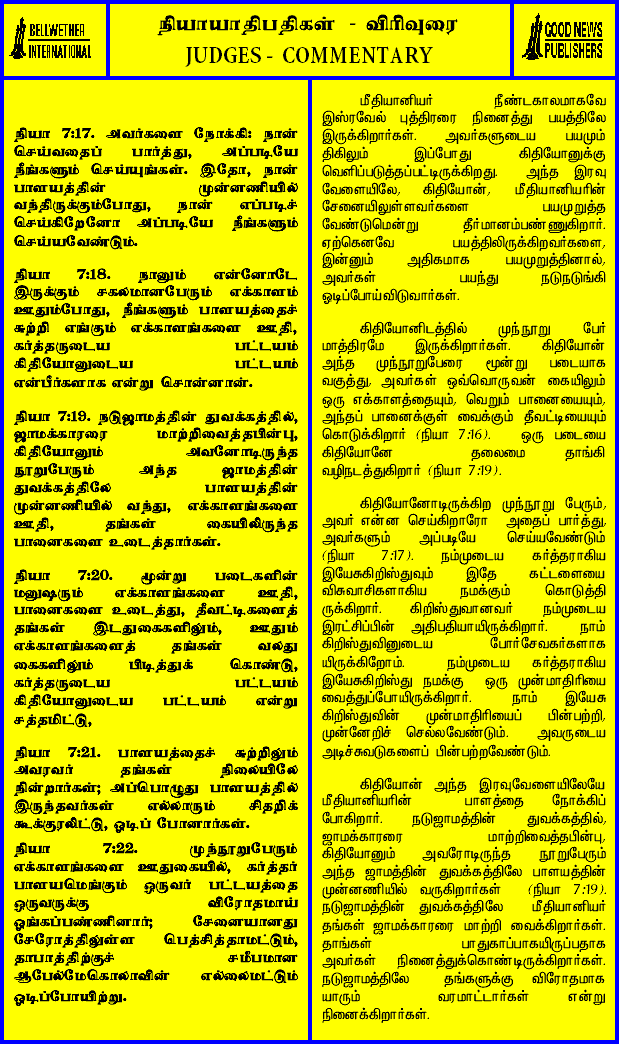 BELLWETHER
INTERNATIONAL
நியாயாதிபதிகள் - விரிவுரை
JUDGES - COMMENTARY
GOOD NEWS
PUBLISHERS
நியா 7:17. அவர்களை நோக்கி: நான்
செய்வதைப் பார்த்து, அப்படியே
நீங்களும் செய்யுங்கள். இதோ, நான்
பாளயத்தின் முன்னணியில்
வந்திருக்கும்போது, நான் எப்படிச்
செய்கிறேனோ அப்படியே நீங்களும்
செய்யவேண்டும்.
நியா 7:18. நானும் என்னோடே
இருக்கும் சகலமானபேரும் எக்காளம்
ஊதும்போது, நீங்களும் பாளயத்தைச்
சுற்றி எங்கும் எக்காளங்களை ஊதி,
கர்த்தருடைய பட்டயம்
கிதியோனுடைய பட்டயம்
என்பீர்களாக என்று சொன்னான்.
நியா 7:19. நடுஜாமத்தின் துவக்கத்தில்,
ஜாமக்காரரை மாற்றிவைத்தபின்பு,
கிதியோனும் அவனோடிருந்த
நூறுபேரும் அந்த ஜாமத்தின்
துவக்கத்திலே பாளயத்தின்
முன்னணியில் வந்து, எக்காளங்களை
ஊதி, தங்கள் கையிலிருந்த
பானைகளை உடைத்தார்கள்.
நியா 7:20. மூன்று படைகளின்
மனுஷரும் எக்காளங்களை ஊதி,
பானைகளை உடைத்து, தீவட்டிகளைத்
தங்கள் இடதுகைகளிலும், ஊதும்
எக்காளங்களைத் தங்கள் வலது
கைகளிலும் பிடித்துக் கொண்டு,
கர்த்தருடைய பட்டயம்
கிதியோனுடைய பட்டயம் என்று
சத்தமிட்டு,
நியா 7:21. பாளயத்தைச் சுற்றிலும்
அவரவர் தங்கள் நிலையிலே
நின்றார்கள்; அப்பொழுது பாளயத்தில்
இருந்தவர்கள் எல்லாரும் சிதறிக்
கூக்குரலிட்டு, ஓடிப் போனார்கள்.
நியா 7:22. முந்நூறுபேரும்
எக்காளங்களை ஊதுகையில், கர்த்தர்
பாளயமெங்கும் ஒருவர் பட்டயத்தை
ஒருவருக்கு விரோதமாய்
ஓங்கப்பண்ணினார்; சேனையானது
சேரோத்திலுள்ள பெத்சித்தாமட்டும்,
தாபாத்திற்குச் சமீபமான
ஆபேல்மேகொலாவின் எல்லைமட்டும்
ஓடிப்போயிற்று.
மீதியானியர் நீண்டகாலமாகவே
இஸ்ரவேல் புத்திரரை நினைத்து பயத்திலே
இருக்கிறார்கள். அவர்களுடைய பயமும்
திகிலும் இப்போது கிதியோனுக்கு
வெளிப்படுத்தப்பட்டிருக்கிறது. அந்த இரவு
வேளையிலே, கிதியோன், மீதியானியரின்
சேனையிலுள்ளவர்களை பயமுறுத்த
வேண்டுமென்று தீர்மானம்பண்ணுகிறார்.
ஏற்கெனவே பயத்திலிருக்கிறவர்களை,
இன்னும் அதிகமாக பயமுறுத்தினால்,
அவர்கள் பயந்து நடுநடுங்கி
ஓடிப்போய்விடுவார்கள்.
கிதியோனிடத்தில் முந்நூறு பேர்
மாத்திரமே இருக்கிறார்கள். கிதியோன்
அந்த முந்நூறுபேரை மூன்று படையாக
வகுத்து, அவர்கள் ஒவ்வொருவன் கையிலும்
ஒரு எக்காளத்தையும், வெறும் பானையையும்,
அந்தப் பானைக்குள் வைக்கும் தீவட்டியையும்
கொடுக்கிறார் (நியா 7:16). ஒரு படையை
கிதியோனே தலைமை தாங்கி
வழிநடத்துகிறார் (நியா 7:19).
கிதியோனோடிருக்கிற முந்நூறு பேரும்,
அவர் என்ன செய்கிறாரோ அதைப் பார்த்து,
அவர்களும் அப்படியே செய்யவேண்டும்
(நியா 7:17). நம்முடைய கர்த்தராகிய
இயேசுகிறிஸ்துவும் இதே கட்டளையை
விசுவாசிகளாகிய நமக்கும் கொடுத்தி
ருக்கிறார். கிறிஸ்துவானவர் நம்முடைய
இரட்சிப்பின் அதிபதியாயிருக்கிறார். நாம்
கிறிஸ்துவினுடைய போர்சேவகர்களாக
யிருக்கிறோம். நம்முடைய கர்த்தராகிய
இயேசுகிறிஸ்து நமக்கு ஒரு முன்மாதிரியை
வைத்துப்போயிருக்கிறார். நாம் இயேசு
கிறிஸ்துவின் முன்மாதிரியைப் பின்பற்றி,
முன்னேறிச் செல்லவேண்டும். அவருடைய
அடிச்சுவடுகளைப் பின்பற்றவேண்டும்.
கிதியோன் அந்த இரவுவேளையிலேயே
மீதியானியரின் பாளத்தை நோக்கிப்
போகிறார். நடுஜாமத்தின் துவக்கத்தில்,
ஜாமக்காரரை மாற்றிவைத்தபின்பு,
கிதியோனும் அவரோடிருந்த நூறுபேரும்
அந்த ஜாமத்தின் துவக்கத்திலே பாளயத்தின்
முன்னணியில் வருகிறார்கள் (நியா 7:19).
நடுஜாமத்தின் துவக்கத்திலே மீதியானியர்
தங்கள் ஜாமக்காரரை மாற்றி வைக்கிறார்கள்.
தாங்கள் பாதுகாப்பாகயிருப்பதாக
அவர்கள் நினைத்துக்கொண்டிருக்கிறார்கள்.
நடுஜாமத்திலே தங்களுக்கு விரோதமாக
யாரும் வரமாட்டார்கள் என்று
நினைக்கிறார்கள்.